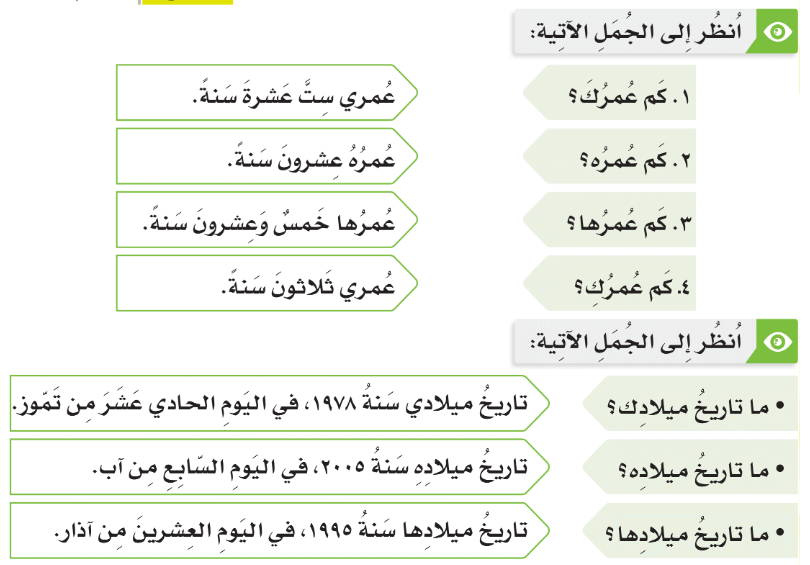 اُنظُر إِلى الجُمَلِ الآتِية:
١. كَم عُمرُكَ؟ عُمري سِتَّ عَشرةَ سَنةً.
٢. كَم عُمرُه؟ عُمرُهُ عِشرونَ سَنةً.
٣. كَم عُمرُها؟ عُمرُها خَمسٌ وَعِشرونَ سَنةً.
٤. كَم عُمرُكِ؟ عُمري ثَلاثونَ سَنةً.
اُنظُر إِلى الجُمَلِ الآتِية:
• ما تاريخُ ميلادِك؟ تاريخُ ميلادي سَنةُ ١٩٧٨، في اليَومِ الحادي عَشَرَ مِن تَمّوز.
• ما تاريخُ ميلادِه؟ تاريخُ ميلادِهِ سَنةُ ٢٠٠٥، في اليَومِ السّابِعِ مِن آب.
• ما تاريخُ ميلادِها؟ تاريخُ ميلادِها سَنةُ ١٩٩٥، في اليَومِ العِشرينَ مِن آذار.